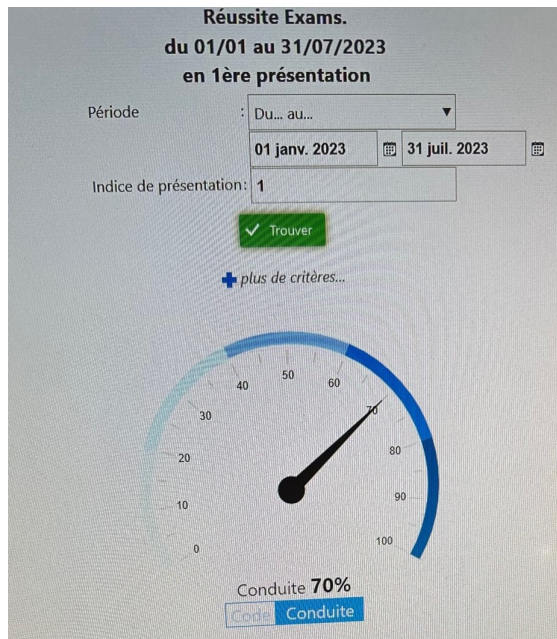 Réussite Exams.
du 01/01 au 31/07/2023
en 1ère présentation
Période : Du... au...
01 janv. 2023 31 juil. 2023
Indice de présentation: 1
Trouver
plus de critères...
0
10
20
30
40
50
60
70
80
90
100
Conduite 70%
Code Conduite